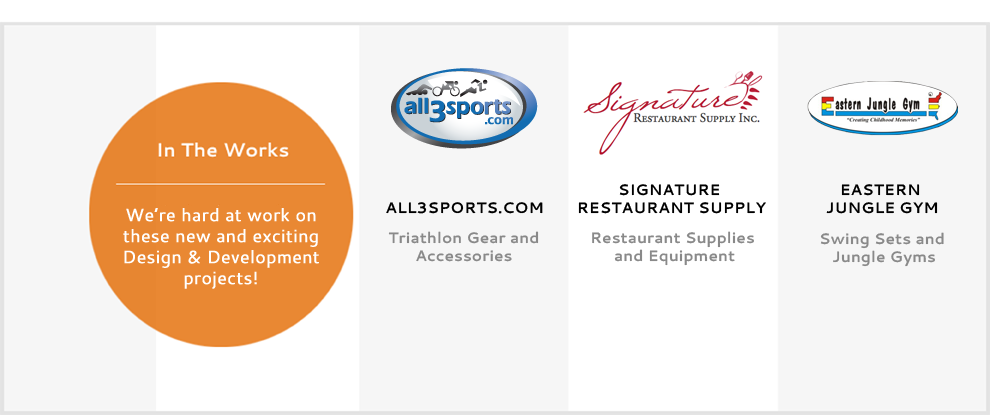 In The Works
We're hard at work on
these new and exciting
Design & Development
projects!
all3sports
.com
ALL3SPORTS.COM
Triathlon Gear and
Accessories
Signature
RESTAURANT SUPPLY INC.
SIGNATURE
RESTAURANT SUPPLY
Restaurant Supplies
and Equipment
Eastern Jungle Gym
"Creating Childhood Memories"
EASTERN
JUNGLE GYM
Swing Sets and
Jungle Gyms